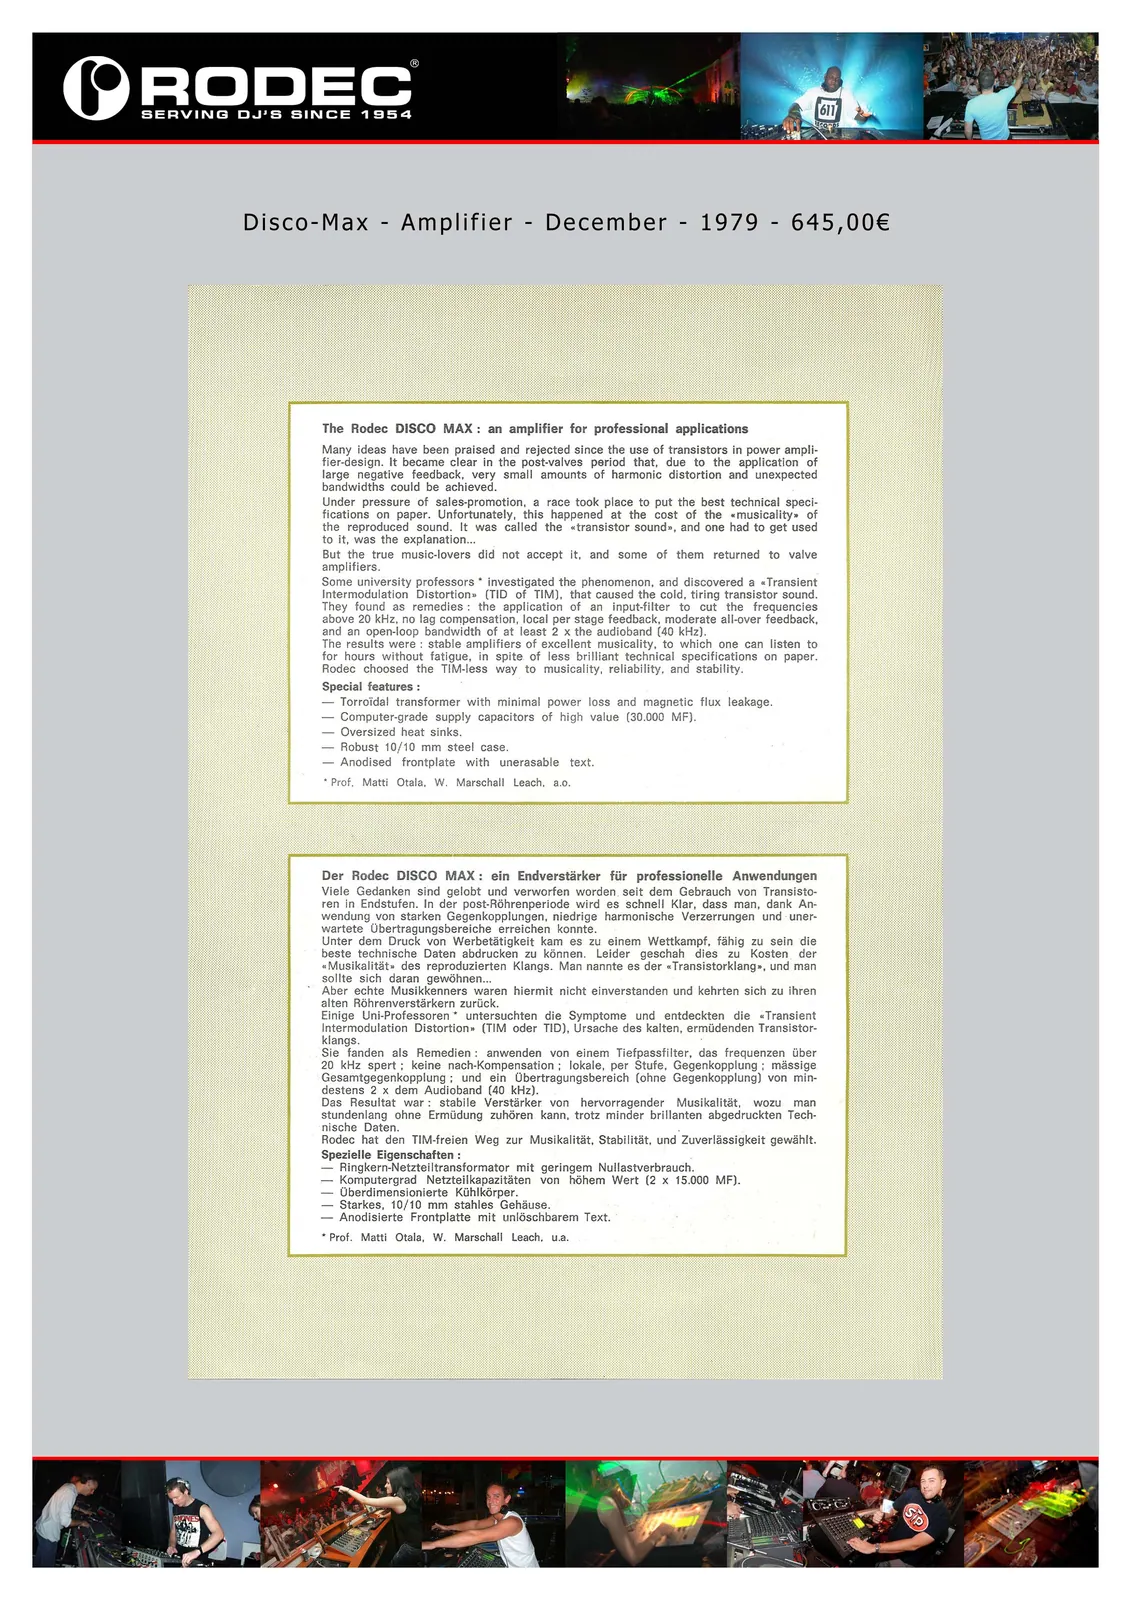 RODEC®
SERVING DJ'S SINCE 1954
611
Disco-Max - Amplifier - December - 1979 - 645,00€
The Rodec DISCO MAX : an amplifier for professional applications
Many ideas have been praised and rejected since the use of transistors in power ampli-
fier-design. It became clear in the post-valves period that, due to the application of
large negative feedback, very small amounts of harmonic distortion and unexpected
bandwidths could be achieved.
Under pressure of sales-promotion, a race took place to put the best technical speci-
fications on paper. Unfortunately, this happened at the cost of the «musicality» of
the reproduced sound. It was called the «transistor sound», and one had to get used
to it, was the explanation...
But the true music-lovers did not accept it, and some of them returned to valve
amplifiers.
Some university professors * investigated the phenomenon, and discovered a «Transient
Intermodulation Distortion» (TID of TIM), that caused the cold, tiring transistor sound.
They found as remedies : the application of an input-filter to cut the frequencies
above 20 kHz, no lag compensation, local per stage feedback, moderate all-over feedback,
and an open-loop bandwidth of at least 2 x the audioband (40 kHz).
The results were : stable amplifiers of excellent musicality, to which one can listen to
for hours without fatigue, in spite of less brilliant technical specifications on paper.
Rodec choosed the TIM-less way to musicality, reliability, and stability.
Special features :
— Torroïdal transformer with minimal power loss and magnetic flux leakage.
— Computer-grade supply capacitors of high value (30.000 MF).
— Oversized heat sinks.
— Robust 10/10 mm steel case.
— Anodised frontplate with unerasable text.
* Prof. Matti Otala, W. Marschall Leach, a.o.
Der Rodec DISCO MAX : ein Endverstärker für professionelle Anwendungen
Viele Gedanken sind gelobt und verworfen worden seit dem Gebrauch von Transisto-
ren in Endstufen. In der post-Röhrenperiode wird es schnell Klar, dass man, dank An-
wendung von starken Gegenkopplungen, niedrige harmonische Verzerrungen und uner-
wartete Übertragungsbereiche erreichen konnte.
Unter dem Druck von Werbetätigkeit kam es zu einem Wettkampf, fähig zu sein die
beste technische Daten abdrucken zu können. Leider geschah dies zu Kosten der
«Musikalität» des reproduzierten Klangs. Man nannte es der «Transistorklang», und man
sollte sich daran gewöhnen...
Aber echte Musikkenners waren hiermit nicht einverstanden und kehrten sich zu ihren
alten Röhrenverstärkern zurück.
Einige Uni-Professoren * untersuchten die Symptome und entdeckten die «Transient
Intermodulation Distortion» (TIM oder TID), Ursache des kalten, ermüdenden Transistor-
klangs.
Sie fanden als Remedien : anwenden von einem Tiefpassfilter, das frequenzen über
20 kHz spert ; keine nach-Kompensation ; lokale, per Stufe, Gegenkopplung ; mässige
Gesamtgegenkopplung ; und ein Übertragungsbereich (ohne Gegenkopplung) von min-
destens 2 x dem Audioband (40 kHz).
Das Resultat war : stabile Verstärker von hervorragender Musikalität, wozu man
stundenlang ohne Ermüdung zuhören kann, trotz minder brillanten abgedruckten Tech-
nische Daten.
Rodec hat den TIM-freien Weg zur Musikalität, Stabilität, und Zuverlässigkeit gewählt.
Spezielle Eigenschaften :
— Ringkern-Netzteiltransformator mit geringem Nullastverbrauch.
— Komputergrad Netzteilkapazitäten von höhem Wert (2 x 15.000 MF).
— Überdimensionierte Kühlkörper.
— Starkes, 10/10 mm stahles Gehäuse.
— Anodisierte Frontplatte mit unlöschbarem Text.
* Prof. Matti Otala, W. Marschall Leach, u.a.